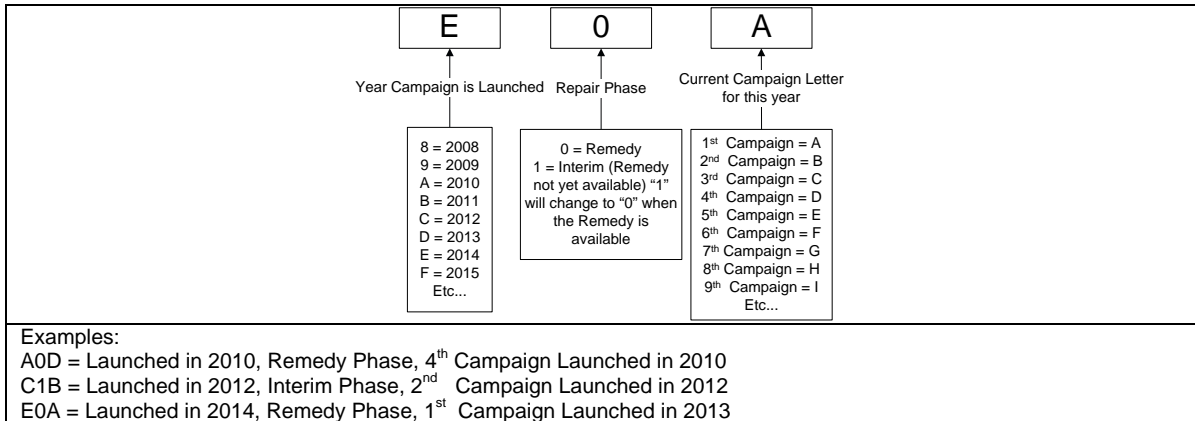 E 0 A
Year Campaign is Launched
Repair Phase
Current Campaign Letter
for this year
8 = 2008
9 = 2009
A = 2010
B = 2011
C = 2012
D = 2013
E = 2014
F = 2015
Etc...
0 = Remedy
1 = Interim (Remedy
not yet available) “1”
will change to “0” when
the Remedy is
available
1st Campaign = A
2nd Campaign = B
3rd Campaign = C
4th Campaign = D
5th Campaign = E
6th Campaign = F
7th Campaign = G
8th Campaign = H
9th Campaign = I
Etc...
Examples:
A0D = Launched in 2010, Remedy Phase, 4th Campaign Launched in 2010
C1B = Launched in 2012, Interim Phase, 2nd Campaign Launched in 2012
E0A = Launched in 2014, Remedy Phase, 1st Campaign Launched in 2013